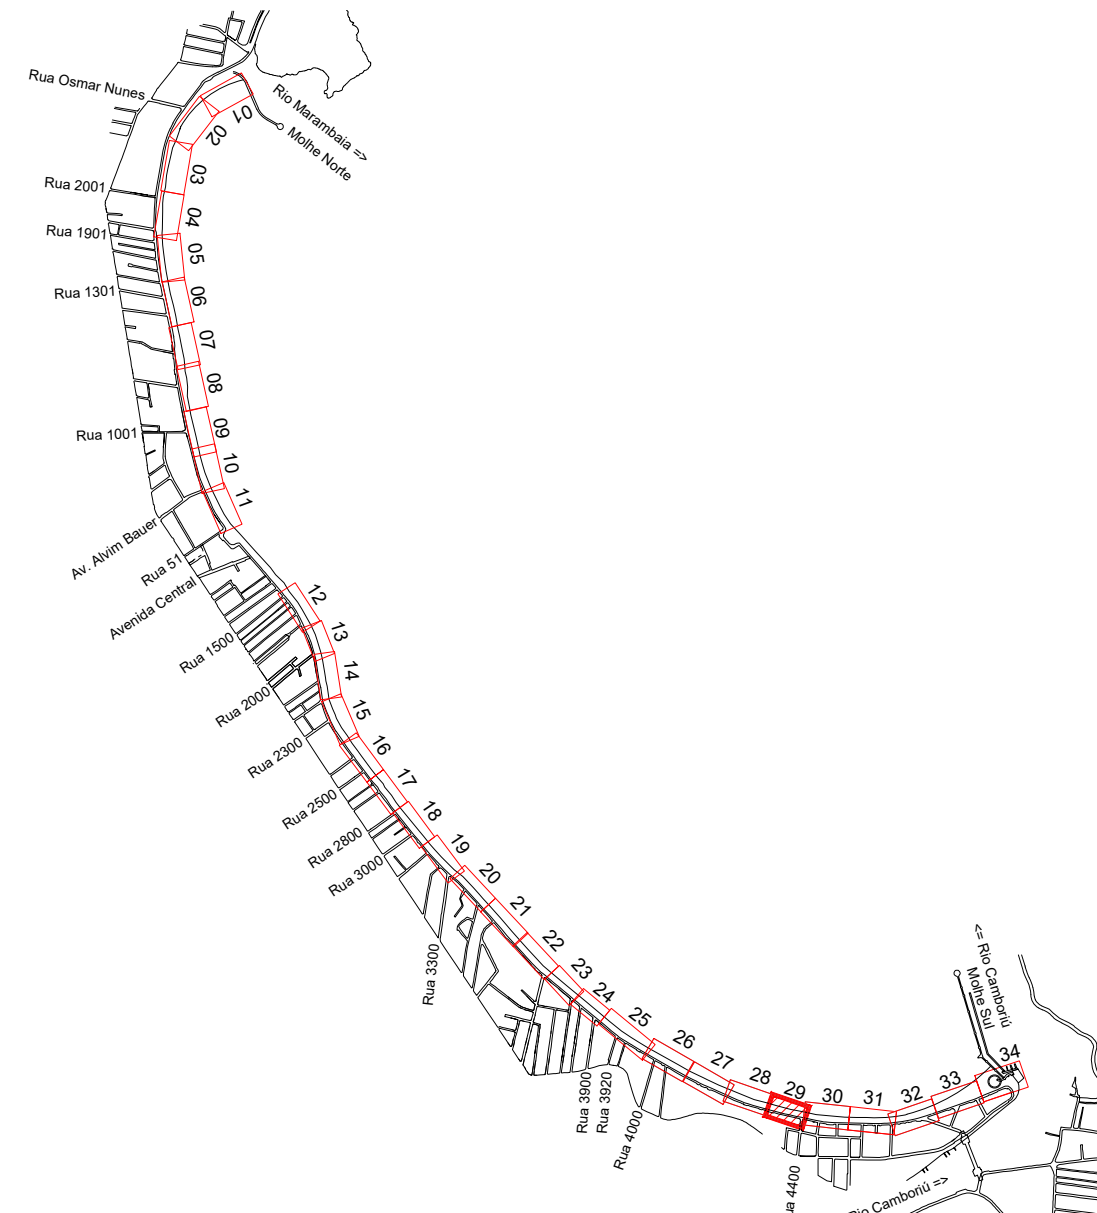 Rua Osmar Nunes
Rio Marambaia =>
Molhe Norte
01
02
03
Rua 2001
04
Rua 1901
05
Rua 1301
06
07
08
Rua 1001
09
10
11
Av. Alvim Bauer
Rua 51
Avenida Central
12
Rua 1500
13
14
Rua 2000
15
Rua 2300
16
17
Rua 2500
18
Rua 2800
19
Rua 3000
20
21
Rua 3300
22
23
24
25
26
27
28
29
30
31
32
33
34
<= Rio Camboriú
Molhe Sul
Rua 3900
Rua 3920
Rua 4000
4400
Rio Camboriú =>